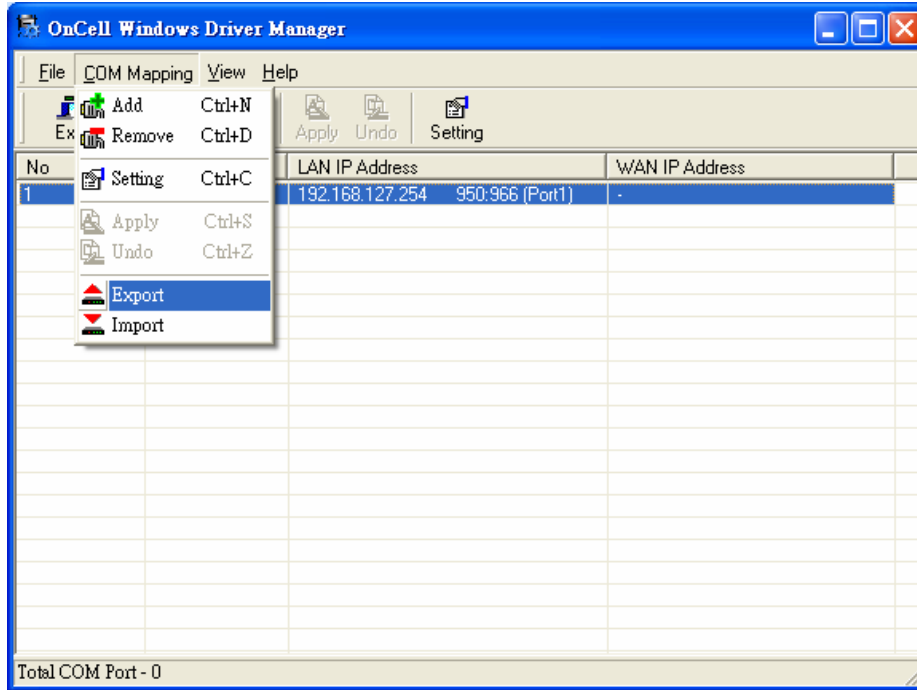 OnCell Windows Driver Manager
File COM Mapping View Help
Add Ctrl+N
Remove Ctrl+D
Setting Ctrl+C
Apply Ctrl+S
Undo Ctrl+Z
Export
Import
Ex Apply Undo Setting
No LAN IP Address WAN IP Address
1 192.168.127.254 950:966 (Port1) -
Total COM Port - 0